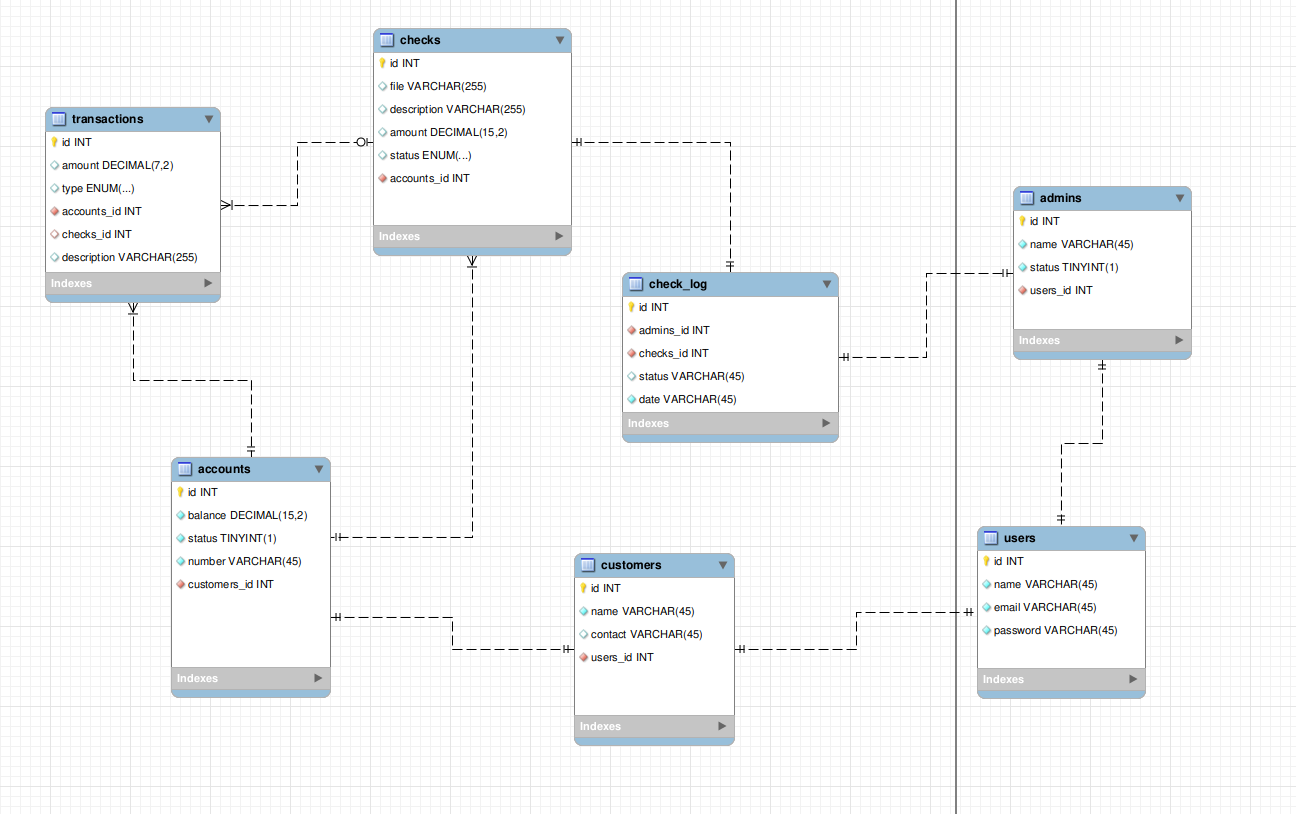 checks
id INT
file VARCHAR(255)
description VARCHAR(255)
amount DECIMAL(15,2)
status ENUM(...)
accounts_id INT
Indexes
transactions
id INT
amount DECIMAL(7,2)
type ENUM(...)
accounts_id INT
checks_id INT
description VARCHAR(255)
Indexes
admins
id INT
name VARCHAR(45)
status TINYINT(1)
users_id INT
Indexes
check_log
id INT
admins_id INT
checks_id INT
status VARCHAR(45)
date VARCHAR(45)
Indexes
accounts
id INT
balance DECIMAL(15,2)
status TINYINT(1)
number VARCHAR(45)
customers_id INT
Indexes
customers
id INT
name VARCHAR(45)
contact VARCHAR(45)
users_id INT
Indexes
users
id INT
name VARCHAR(45)
email VARCHAR(45)
password VARCHAR(45)
Indexes